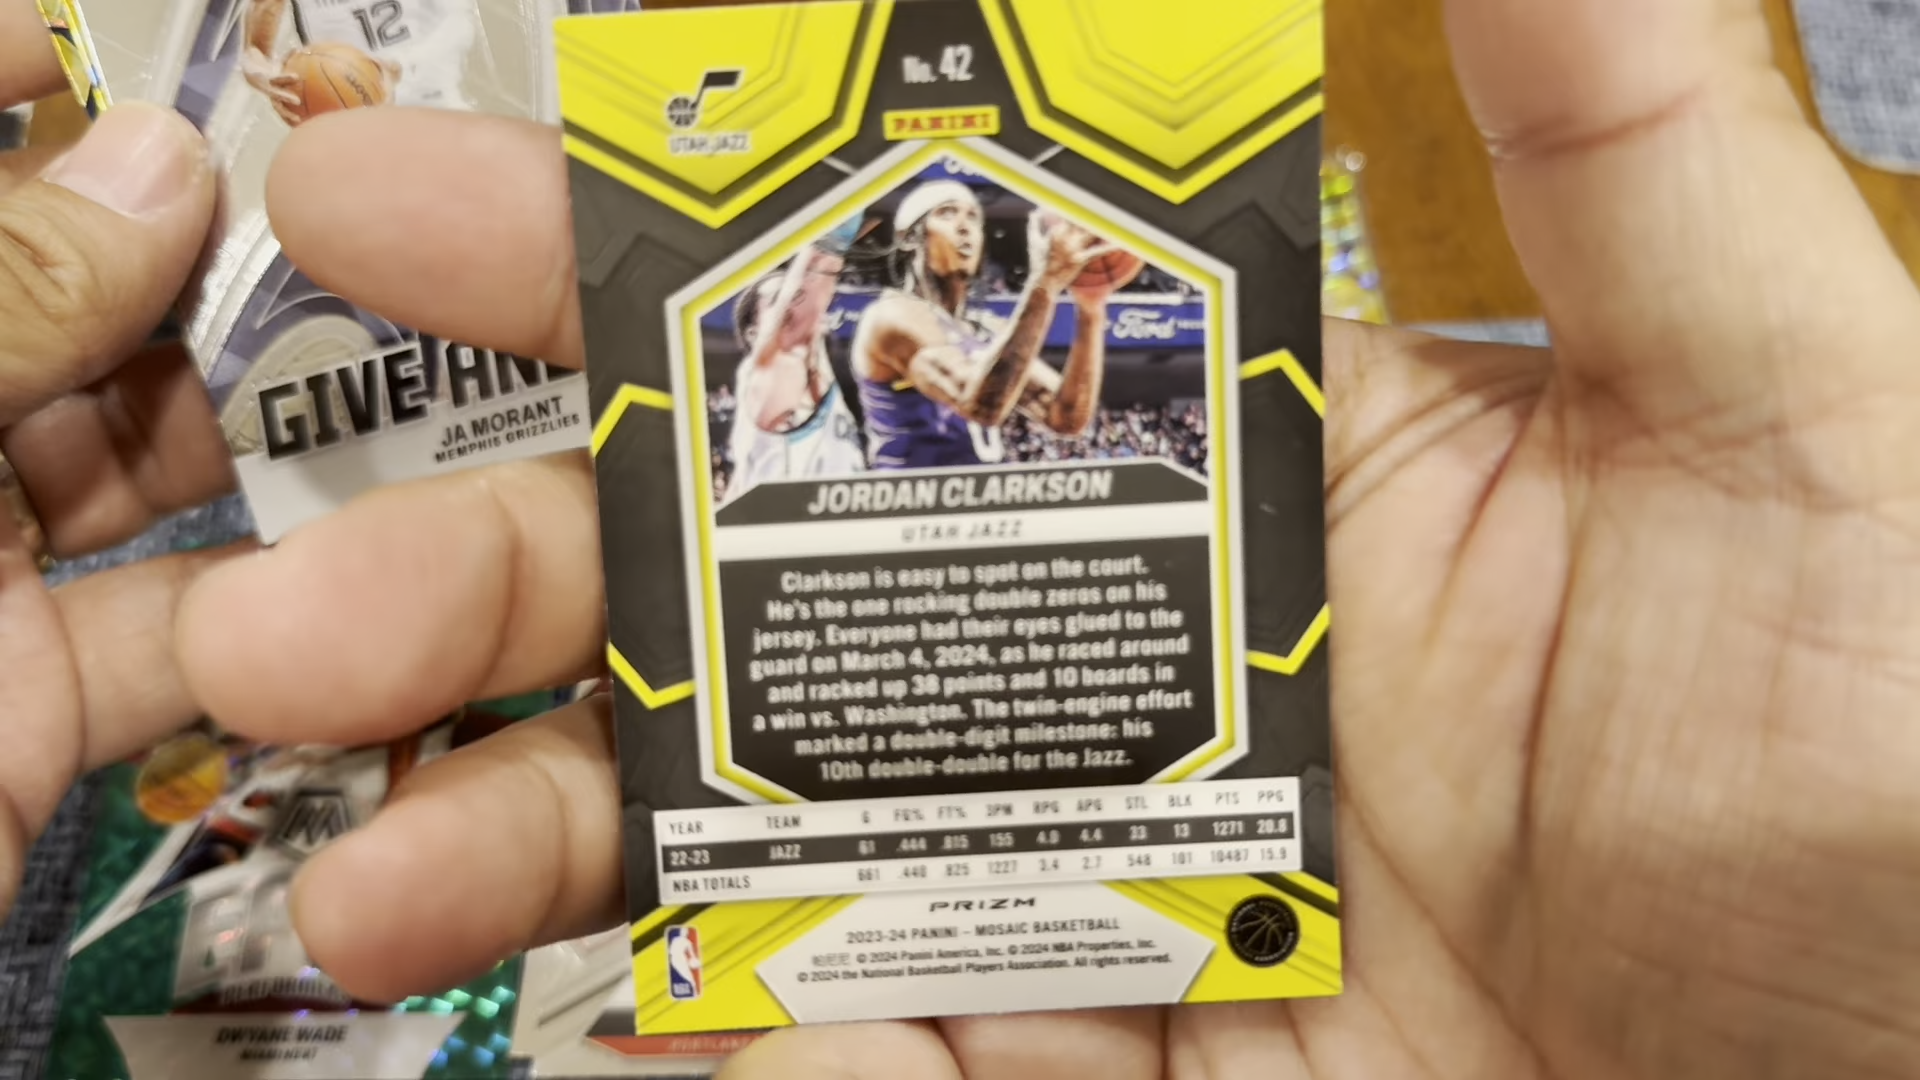 12
GIVE AN
JA MORANT
MEMPHIS GRIZZLIES
No. 42
PANINI
UTAH JAZZ
Ford
JORDAN CLARKSON
UTAH JAZZ
Clarkson is easy to spot on the court.
He's the one rocking double zeros on his
jersey. Everyone had their eyes glued to the
guard on March 4, 2024, as he raced around
and racked up 38 points and 10 boards in
a win vs. Washington. The twin-engine effort
marked a double-digit milestone: his
10th double-double for the Jazz.
YEAR TEAM G FG% FT% 3PM RPG APG STL BLK PTS PPG
22-23 JAZZ 61 .444 .815 155 4.0 4.4 33 13 1271 20.8
NBA TOTALS 661 .440 .825 1227 3.4 2.7 548 101 10487 15.9
PRIZM
2023-24 PANINI – MOSAIC BASKETBALL
帕尼尼 © 2024 Panini America, Inc. © 2024 NBA Properties, Inc.
© 2024 the National Basketball Players Association. All rights reserved.
DWYANE WADE
MIAMI HEAT